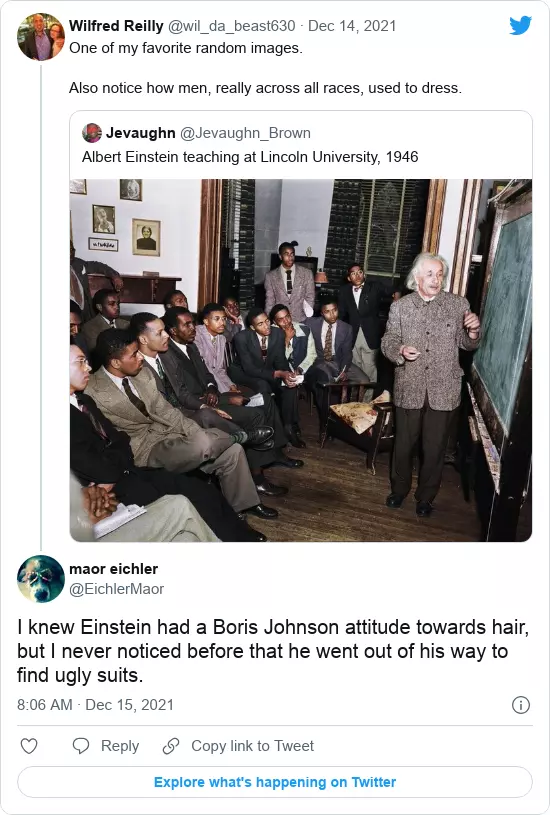 Wilfred Reilly @wil_da_beast630 · Dec 14, 2021
One of my favorite random images.
Also notice how men, really across all races, used to dress.
Jevaughn @Jevaughn_Brown
Albert Einstein teaching at Lincoln University, 1946
maor eichler
@EichlerMaor
I knew Einstein had a Boris Johnson attitude towards hair,
but I never noticed before that he went out of his way to
find ugly suits.
8:06 AM · Dec 15, 2021
Reply
Copy link to Tweet
Explore what's happening on Twitter